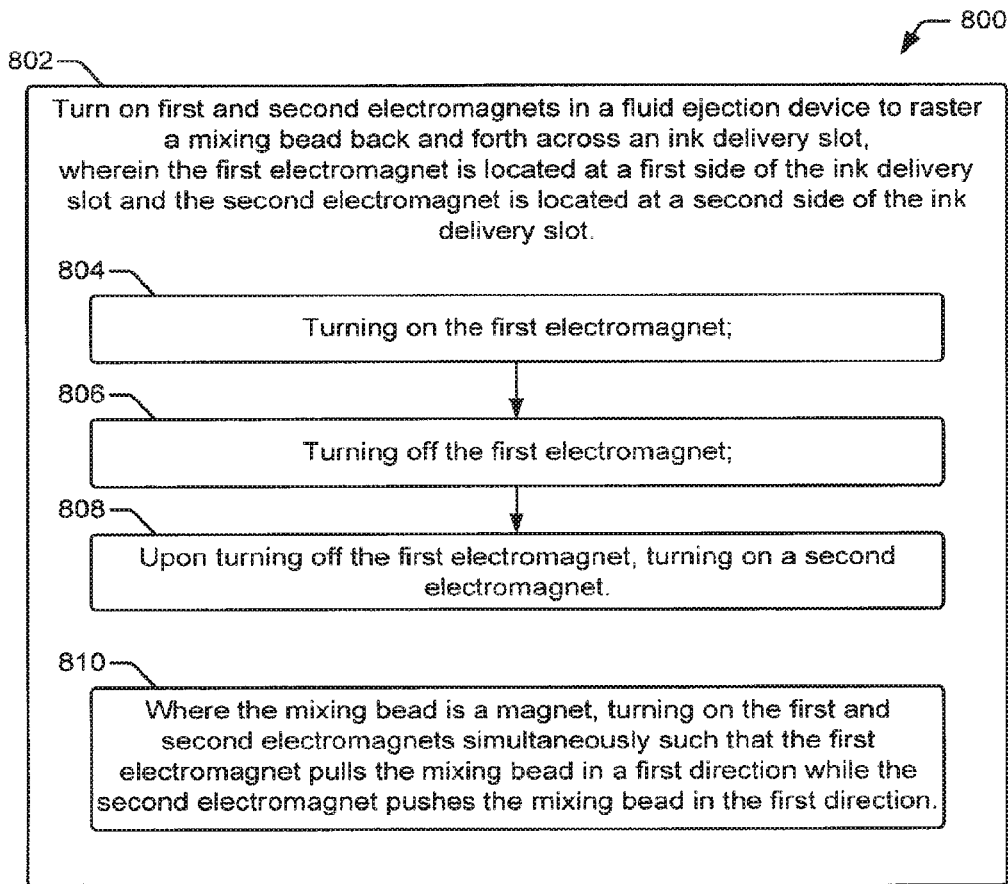 800
802
Turn on first and second electromagnets in a fluid ejection device to raster
a mixing bead back and forth across an ink delivery slot,
wherein the first electromagnet is located at a first side of the ink delivery
slot and the second electromagnet is located at a second side of the ink
delivery slot.
804
Turning on the first electromagnet;
806
Turning off the first electromagnet;
808
Upon turning off the first electromagnet, turning on a second
electromagnet.
810
Where the mixing bead is a magnet, turning on the first and
second electromagnets simultaneously such that the first
electromagnet pulls the mixing bead in a first direction while the
second electromagnet pushes the mixing bead in the first direction.